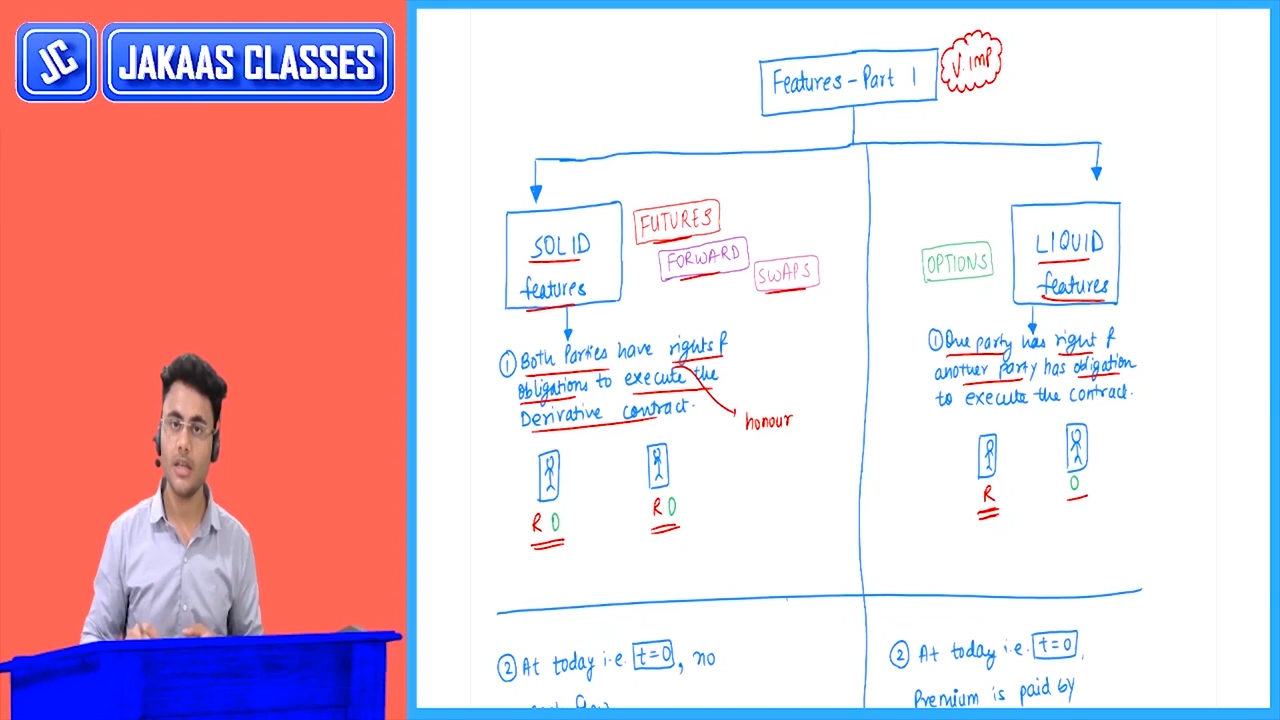 JC
JAKAAS CLASSES
Features - Part 1
V. IMP
SOLID
features
FUTURES
FORWARD
SWAPS
① Both Parties have rights &
obligations to execute the
Derivative contract.
honour
R O
R O
OPTIONS
LIQUID
features
① One party has right &
another party has obligation
to execute the contract.
R
O
② At today i.e. t=0, no
② At today i.e. t=0,
Premium is paid by